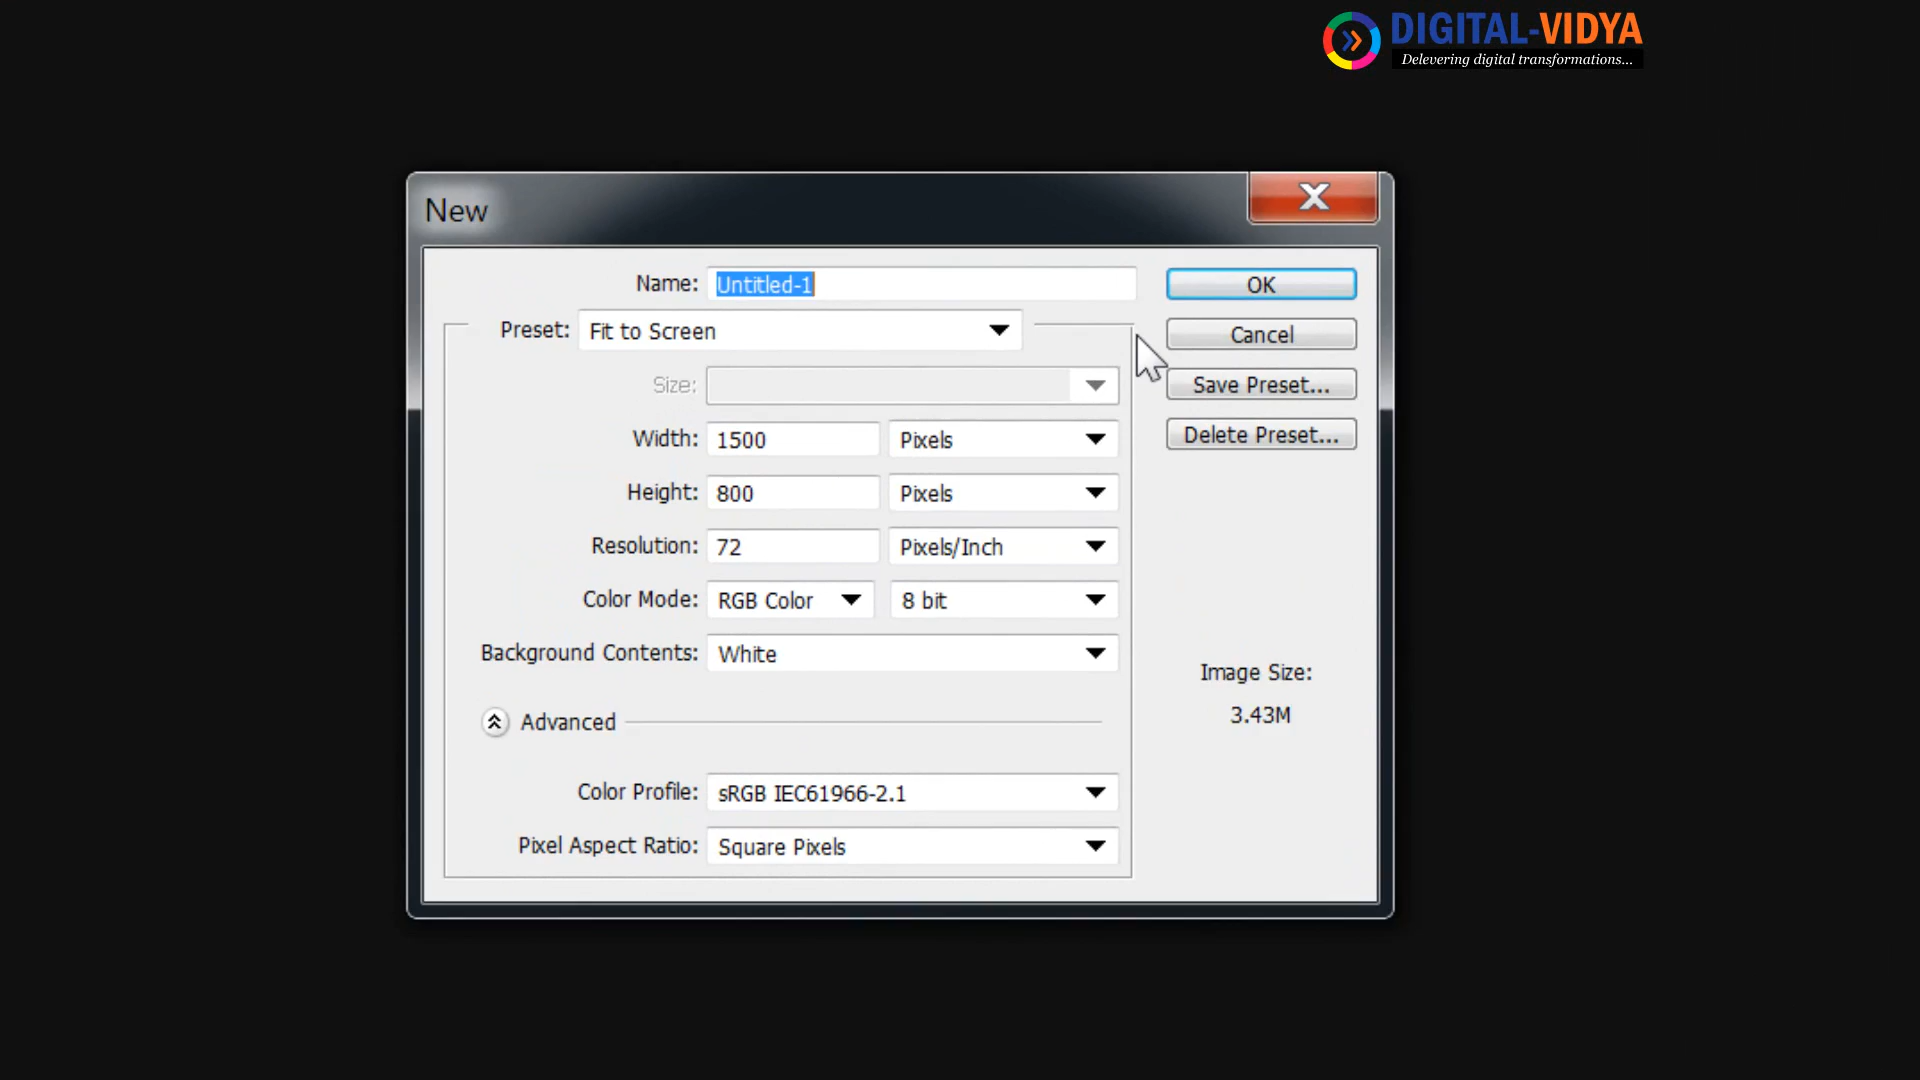 DIGITAL-VIDYA
Delevering digital transformations...
New
Name: Untitled-1 OK
Preset: Fit to Screen Cancel
Size: Save Preset...
Width: 1500 Pixels Delete Preset...
Height: 800 Pixels
Resolution: 72 Pixels/Inch
Color Mode: RGB Color 8 bit
Background Contents: White
Image Size:
3.43M
Advanced
Color Profile: sRGB IEC61966-2.1
Pixel Aspect Ratio: Square Pixels